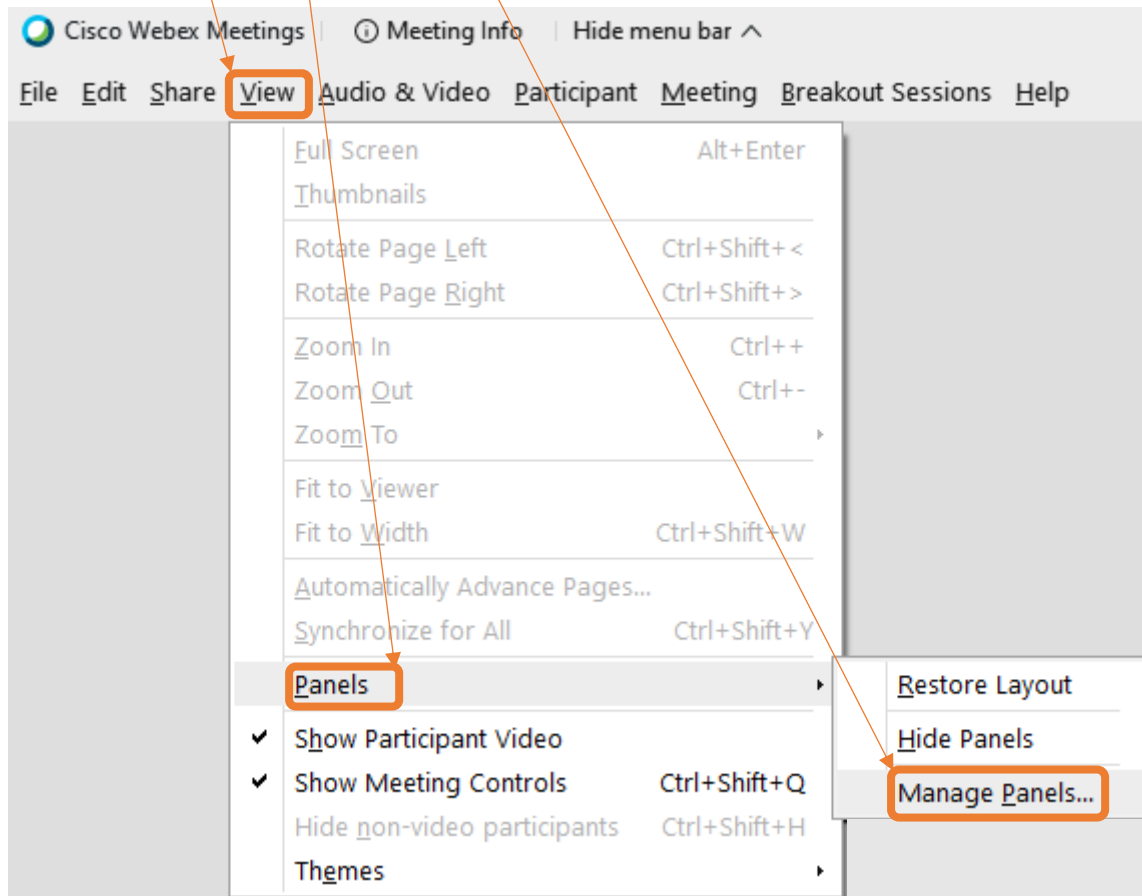 Cisco Webex Meetings Meeting Info Hide menu bar
File Edit Share View Audio & Video Participant Meeting Breakout Sessions Help
Full Screen Alt+Enter
Thumbnails
Rotate Page Left Ctrl+Shift+<
Rotate Page Right Ctrl+Shift+>
Zoom In Ctrl++
Zoom Out Ctrl+-
Zoom To
Fit to Viewer
Fit to Width Ctrl+Shift+W
Automatically Advance Pages...
Synchronize for All Ctrl+Shift+Y
Panels Restore Layout
Show Participant Video Hide Panels
Show Meeting Controls Ctrl+Shift+Q Manage Panels...
Hide non-video participants Ctrl+Shift+H
Themes